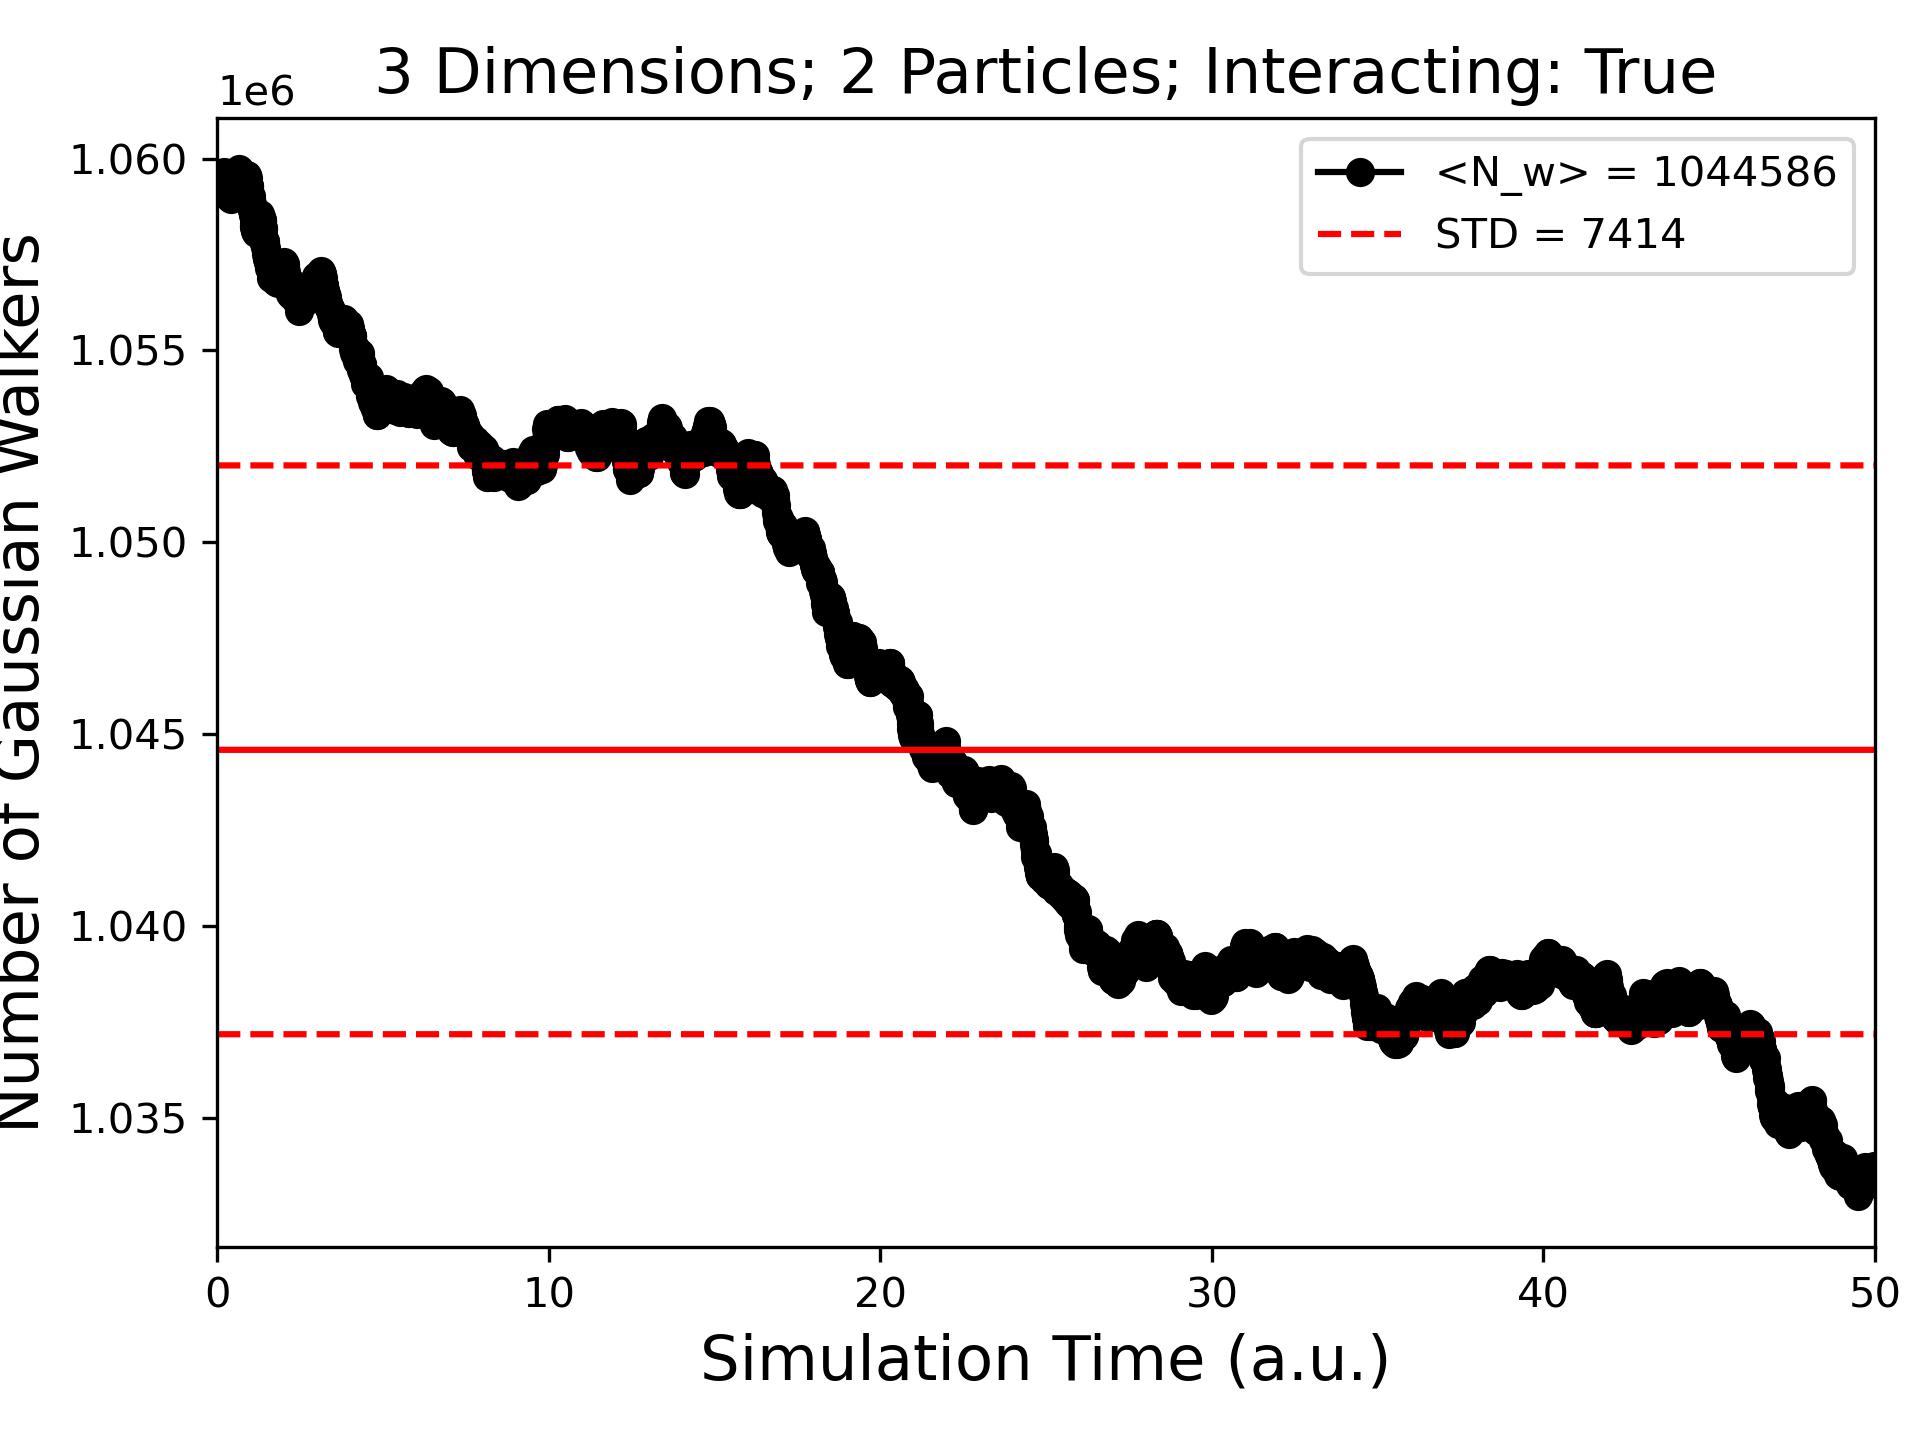 3 Dimensions; 2 Particles; Interacting: True
1e6
<N_w> = 1044586
STD = 7414
1.060
1.055
1.050
1.045
1.040
1.035
Number of Gaussian Walkers
0 10 20 30 40 50
Simulation Time (a.u.)